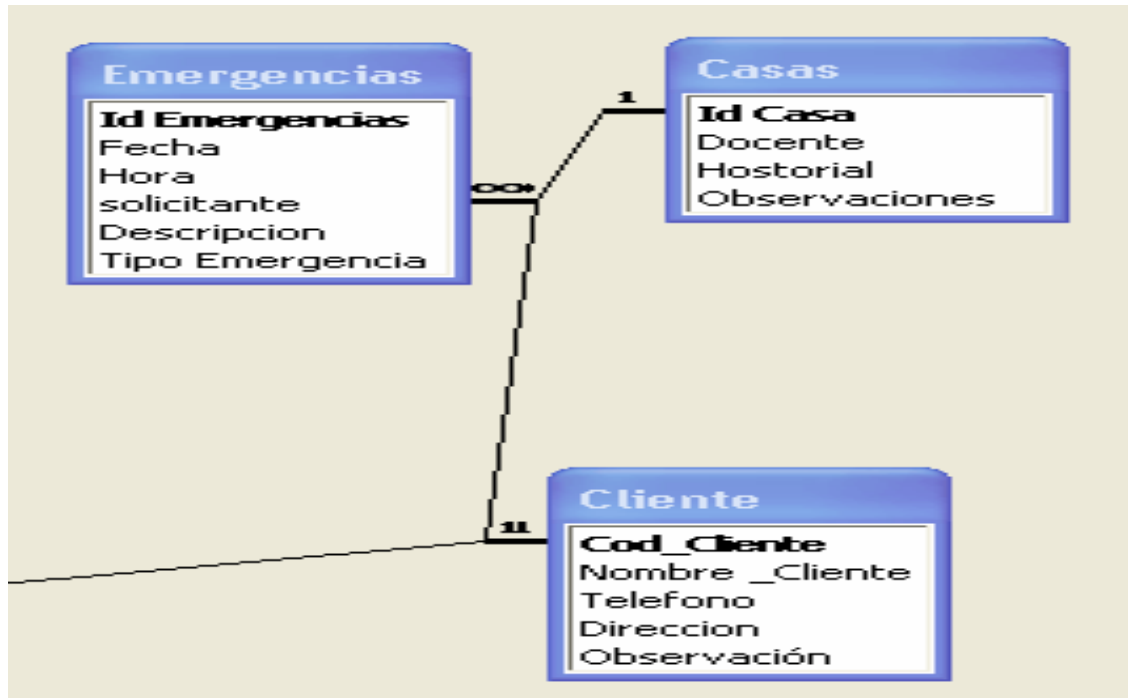 Emergencias
Id Emergencias
Fecha
Hora
solicitante
Descripcion
Tipo Emergencia
∞
1
Casas
Id Casa
Docente
Hostorial
Observaciones
1
Cliente
Cod_Cliente
Nombre _Cliente
Telefono
Direccion
Observación